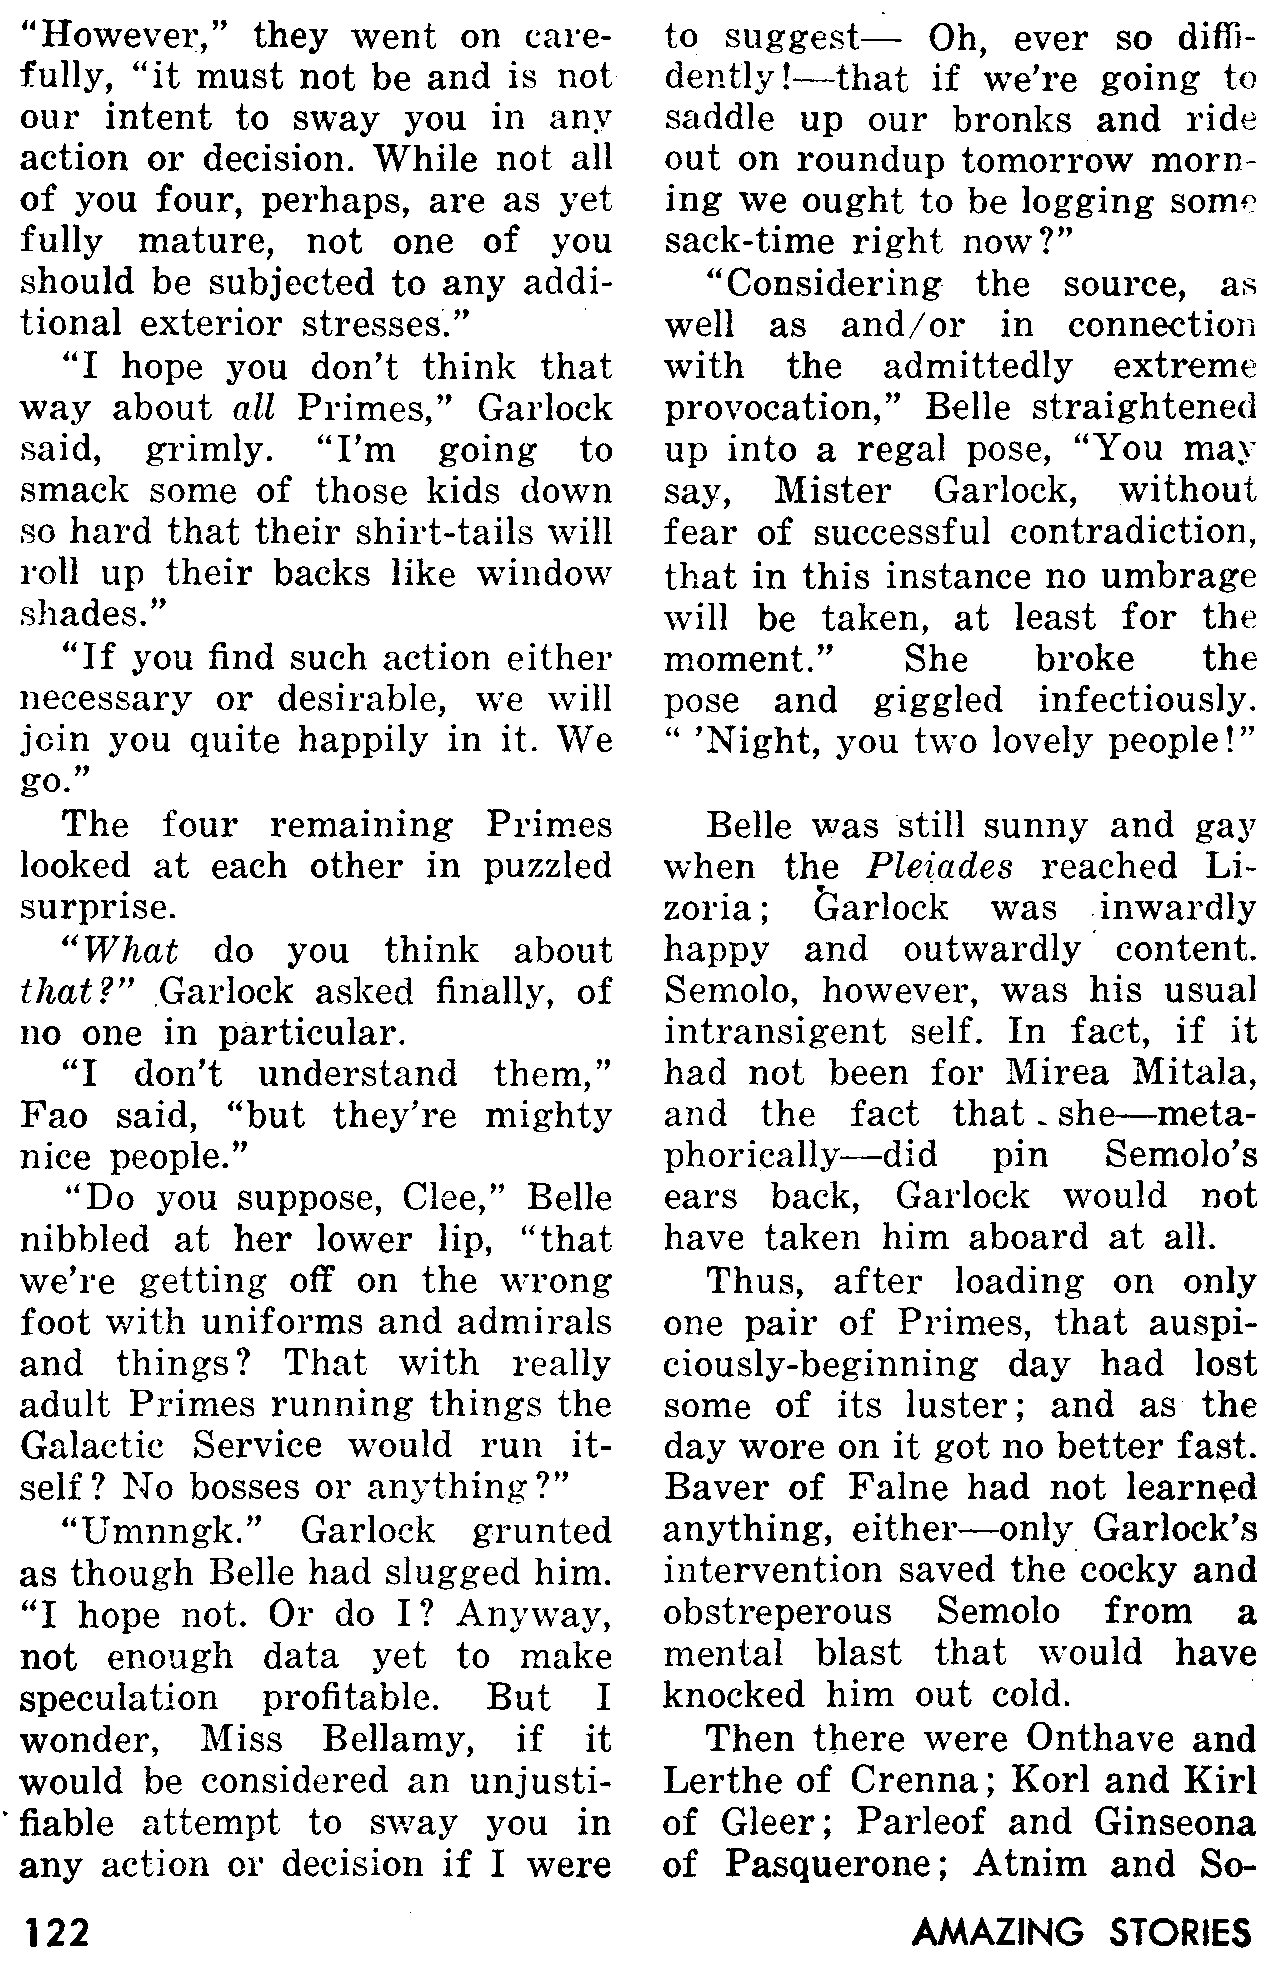 “However,” they went on care-
fully, “it must not be and is not
our intent to sway you in any
action or decision. While not all
of you four, perhaps, are as yet
fully mature, not one of you
should be subjected to any addi-
tional exterior stresses.”
“I hope you don’t think that
way about all Primes,” Garlock
said, grimly. “I’m going to
smack some of those kids down
so hard that their shirt-tails will
roll up their backs like window
shades.”
“If you find such action either
necessary or desirable, we will
join you quite happily in it. We
go.”
The four remaining Primes
looked at each other in puzzled
surprise.
“What do you think about
that?” Garlock asked finally, of
no one in particular.
“I don’t understand them,”
Fao said, “but they’re mighty
nice people.”
“Do you suppose, Clee,” Belle
nibbled at her lower lip, “that
we’re getting off on the wrong
foot with uniforms and admirals
and things? That with really
adult Primes running things the
Galactic Service would run it-
self? No bosses or anything?”
“Umnngk.” Garlock grunted
as though Belle had slugged him.
“I hope not. Or do I? Anyway,
not enough data yet to make
speculation profitable. But I
wonder, Miss Bellamy, if it
would be considered an unjusti-
fiable attempt to sway you in
any action or decision if I were
to suggest— Oh, ever so diffi-
dently!—that if we’re going to
saddle up our bronks and ride
out on roundup tomorrow morn-
ing we ought to be logging some
sack-time right now?”
“Considering the source, as
well as and/or in connection
with the admittedly extreme
provocation,” Belle straightened
up into a regal pose, “You may
say, Mister Garlock, without
fear of successful contradiction,
that in this instance no umbrage
will be taken, at least for the
moment.” She broke the
pose and giggled infectiously.
“ ’Night, you two lovely people!”
Belle was still sunny and gay
when the Pleiades reached Li-
zoria; Garlock was inwardly
happy and outwardly content.
Semolo, however, was his usual
intransigent self. In fact, if it
had not been for Mirea Mitala,
and the fact that she—meta-
phorically—did pin Semolo’s
ears back, Garlock would not
have taken him aboard at all.
Thus, after loading on only
one pair of Primes, that auspi-
ciously-beginning day had lost
some of its luster; and as the
day wore on it got no better fast.
Baver of Falne had not learned
anything, either—only Garlock’s
intervention saved the cocky and
obstreperous Semolo from a
mental blast that would have
knocked him out cold.
Then there were Onthave and
Lerthe of Crenna; Korl and Kirl
of Gleer; Parleof and Ginseona
of Pasquerone; Atnim and So-
122 AMAZING STORIES